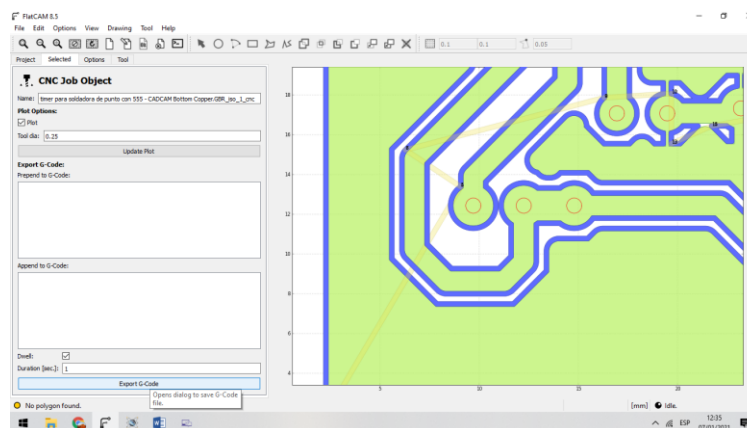 FlatCAM 8.5
File Edit Options View Drawing Tool Help
0.1 0.1 0.05
Project Selected Options Tool
CNC Job Object
Name: timer para soldadora de punto con 555 - CADCAM Bottom Copper.GBR_iso_1_cnc
Plot Options:
Plot
Tool dia: 0.25
Update Plot
Export G-Code:
Prepend to G-Code:
Append to G-Code:
Dwell:
Duration [sec.]: 1
Export G-Code
Opens dialog to save G-Code
file.
18
16
14
12
10
8
6
4
5 10 15 20
No polygon found.
[mm] Idle.
ESP
12:35
07/01/2021